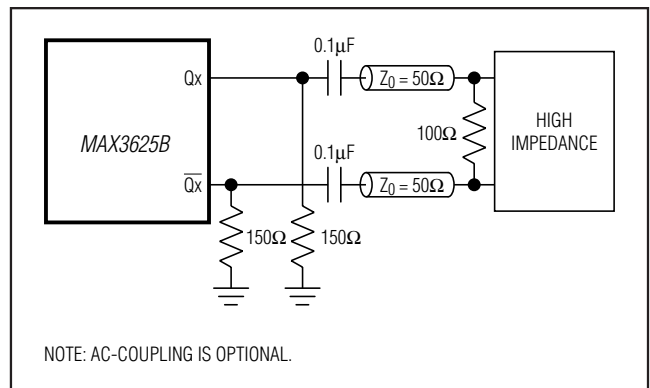 0.1µF
Qx
Z0 = 50Ω
MAX3625B
100Ω
HIGH
IMPEDANCE
0.1µF
Q̅x̅
Z0 = 50Ω
150Ω
150Ω
NOTE: AC-COUPLING IS OPTIONAL.